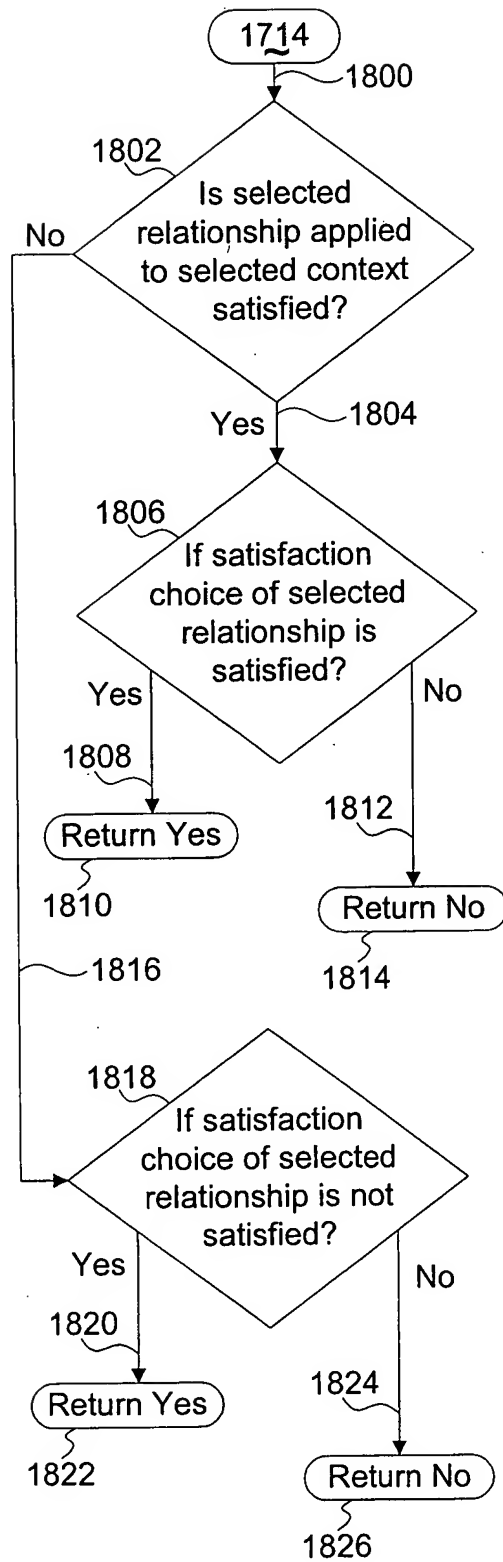 1714
1800
1802
Is selected
relationship applied
to selected context
satisfied?
No
Yes
1804
1806
If satisfaction
choice of selected
relationship is
satisfied?
Yes
No
1808
Return Yes
1810
1812
Return No
1814
1816
1818
If satisfaction
choice of selected
relationship is not
satisfied?
Yes
No
1820
Return Yes
1822
1824
Return No
1826